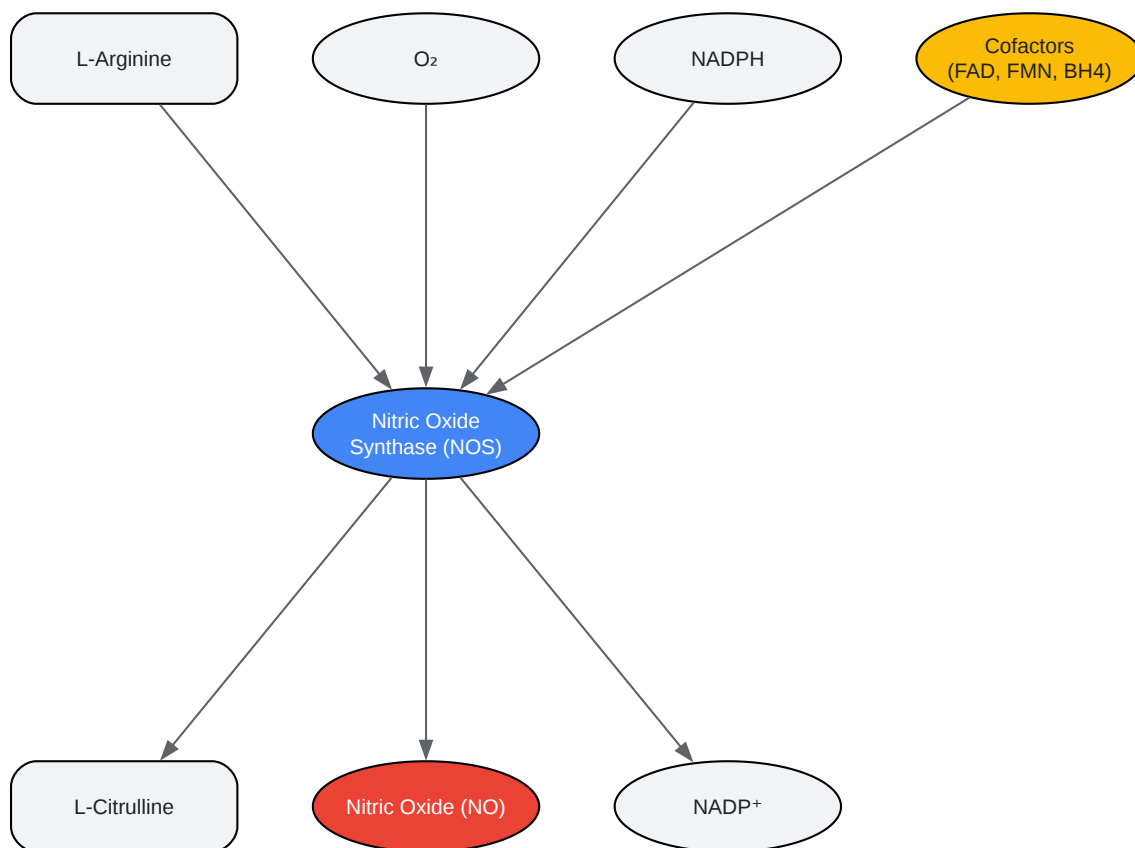 L-Arginine
O₂
NADPH
Cofactors
(FAD, FMN, BH4)
Nitric Oxide
Synthase (NOS)
L-Citrulline
Nitric Oxide (NO)
NADP⁺